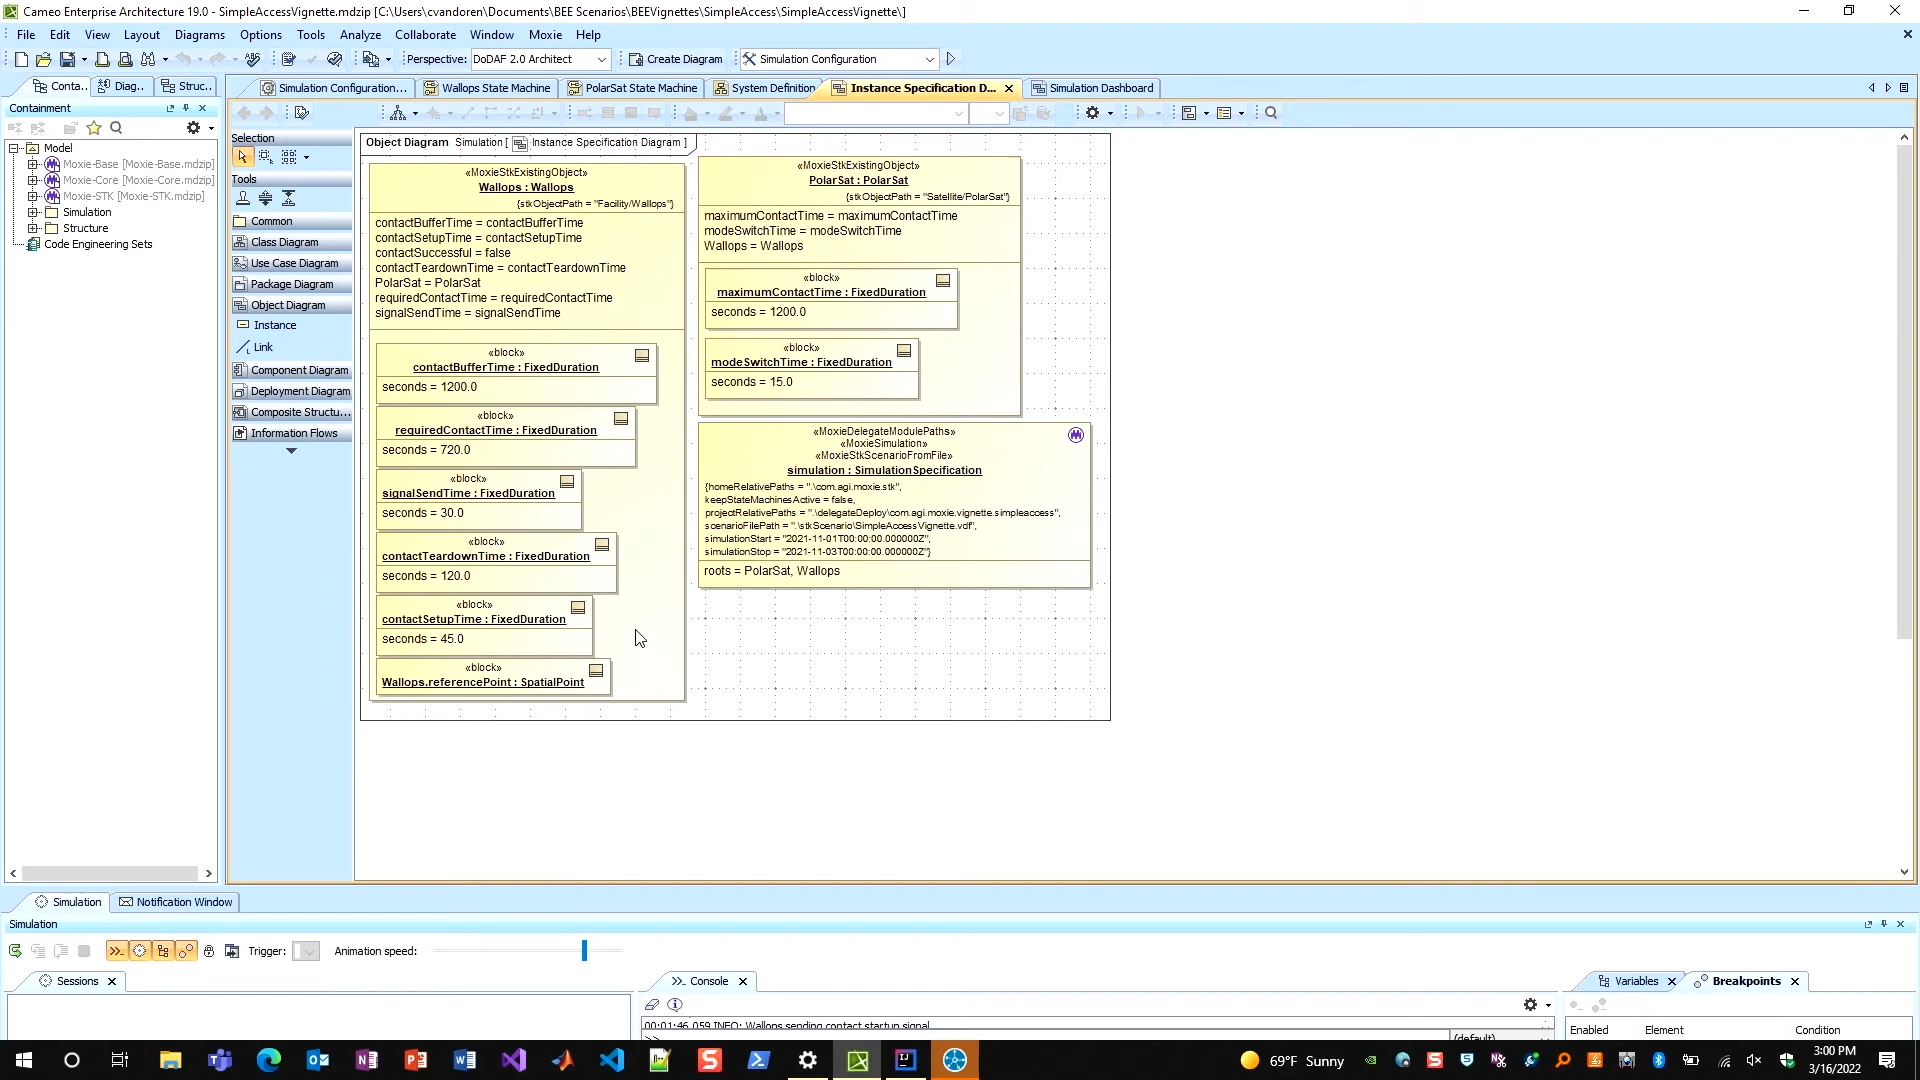 Cameo Enterprise Architecture 19.0 - SimpleAccessVignette.mdzip [C:\Users\cvandoren\Documents\BEE Scenarios\BEEVignettes\SimpleAccess\SimpleAccessVignette\]
File Edit View Layout Diagrams Options Tools Analyze Collaborate Window Moxie Help
Perspective: DoDAF 2.0 Architect Create Diagram Simulation Configuration
Conta... Diag... Struc...
Simulation Configuration... Wallops State Machine PolarSat State Machine System Definition Instance Specification D... Simulation Dashboard
Containment
Model
Moxie-Base [Moxie-Base.mdzip]
Moxie-Core [Moxie-Core.mdzip]
Moxie-STK [Moxie-STK.mdzip]
Simulation
Structure
Code Engineering Sets
Selection
Tools
Common
Class Diagram
Use Case Diagram
Package Diagram
Object Diagram
Instance
Link
Component Diagram
Deployment Diagram
Composite Structu...
Information Flows
Object Diagram Simulation [ Instance Specification Diagram ]
«MoxieStkExistingObject»
Wallops : Wallops
{stkObjectPath = "Facility/Wallops"}
contactBufferTime = contactBufferTime
contactSetupTime = contactSetupTime
contactSuccessful = false
contactTeardownTime = contactTeardownTime
PolarSat = PolarSat
requiredContactTime = requiredContactTime
signalSendTime = signalSendTime
«block»
contactBufferTime : FixedDuration
seconds = 1200.0
«block»
requiredContactTime : FixedDuration
seconds = 720.0
«block»
signalSendTime : FixedDuration
seconds = 30.0
«block»
contactTeardownTime : FixedDuration
seconds = 120.0
«block»
contactSetupTime : FixedDuration
seconds = 45.0
«block»
Wallops.referencePoint : SpatialPoint
«MoxieStkExistingObject»
PolarSat : PolarSat
{stkObjectPath = "Satellite/PolarSat"}
maximumContactTime = maximumContactTime
modeSwitchTime = modeSwitchTime
Wallops = Wallops
«block»
maximumContactTime : FixedDuration
seconds = 1200.0
«block»
modeSwitchTime : FixedDuration
seconds = 15.0
«MoxieDelegateModulePaths»
«MoxieSimulation»
«MoxieStkScenarioFromFile»
simulation : SimulationSpecification
{homeRelativePaths = ".\com.agi.moxie.stk",
keepStateMachinesActive = false,
projectRelativePaths = ".\delegateDeploy\com.agi.moxie.vignette.simpleaccess",
scenarioFilePath = ".\stkScenario\SimpleAccessVignette.vdf",
simulationStart = "2021-11-01T00:00:00.000000Z",
simulationStop = "2021-11-03T00:00:00.000000Z"}
roots = PolarSat, Wallops
Simulation Notification Window
Simulation
Trigger: Animation speed:
Sessions Console Variables Breakpoints
00:01:46,059 INFO: Wallops sending contact startup signal
>> (default)
Enabled Element Condition
69°F Sunny
3:00 PM
3/16/2022